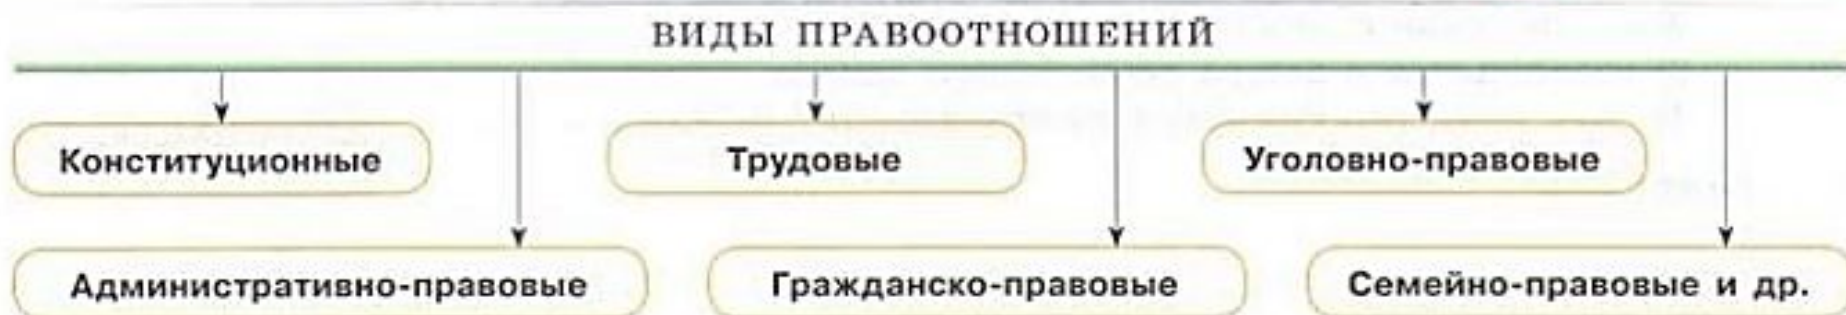 ВИДЫ ПРАВООТНОШЕНИЙ
Конституционные
Трудовые
Уголовно-правовые
Административно-правовые
Гражданско-правовые
Семейно-правовые и др.